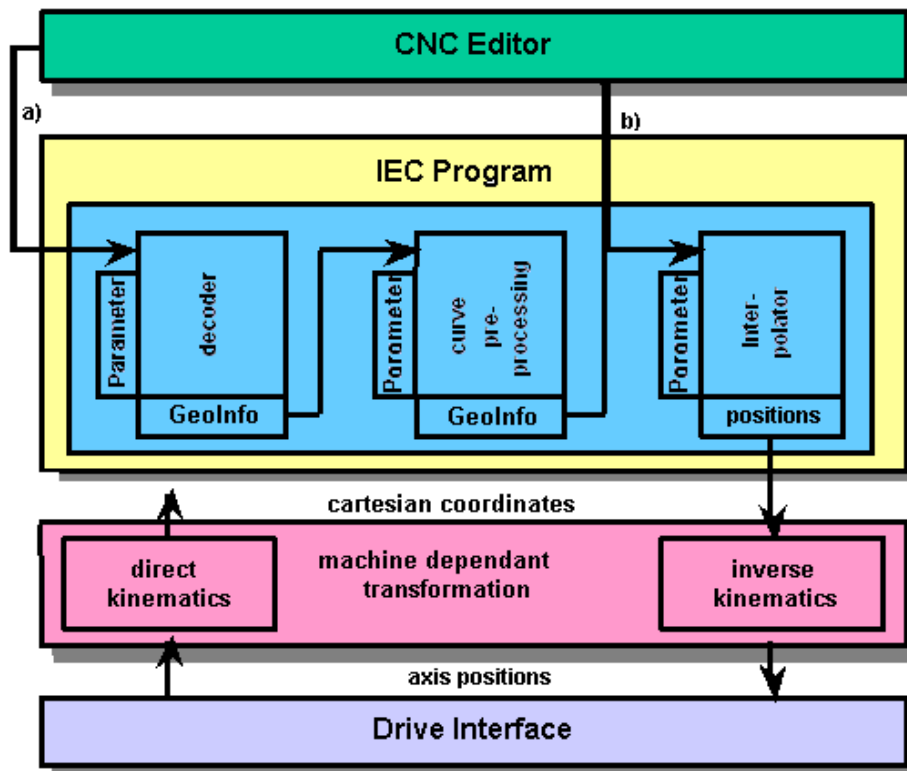 CNC Editor
a)
b)
IEC Program
Parameter
decoder
GeoInfo
Parameter
curve
pre-
processing
GeoInfo
Parameter
Inter-
polator
positions
cartesian coordinates
direct
kinematics
machine dependant
transformation
inverse
kinematics
axis positions
Drive Interface